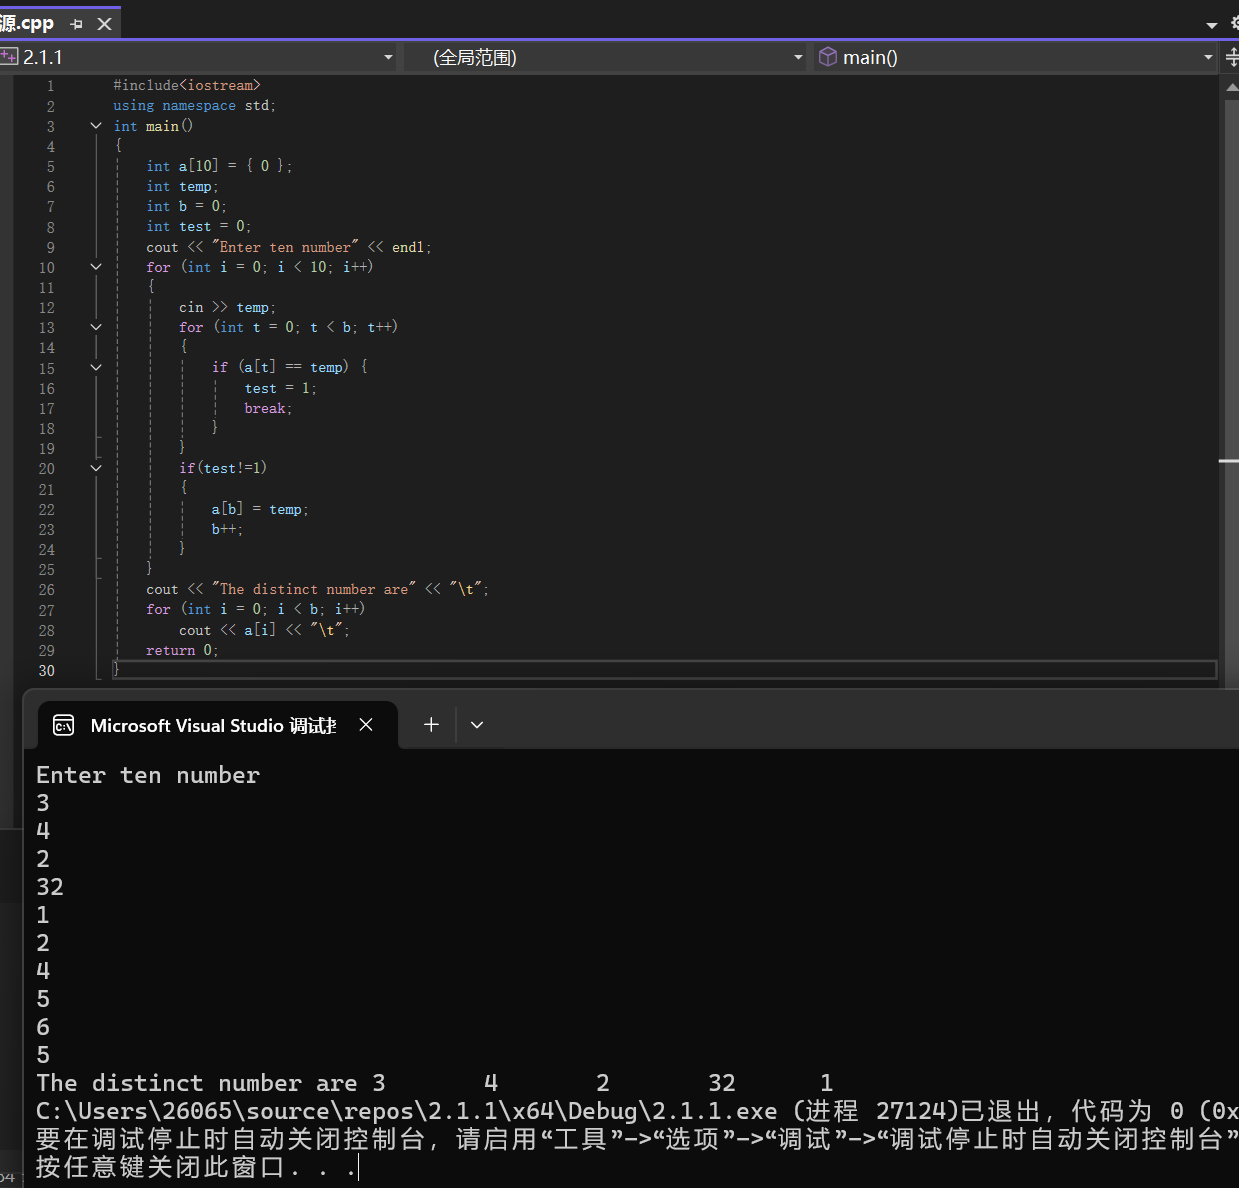 源.cpp
2.1.1 (全局范围) main()
1 #include<iostream>
2 using namespace std;
3 int main()
4 {
5 int a[10] = { 0 };
6 int temp;
7 int b = 0;
8 int test = 0;
9 cout << "Enter ten number" << endl;
10 for (int i = 0; i < 10; i++)
11 {
12 cin >> temp;
13 for (int t = 0; t < b; t++)
14 {
15 if (a[t] == temp) {
16 test = 1;
17 break;
18 }
19 }
20 if(test!=1)
21 {
22 a[b] = temp;
23 b++;
24 }
25 }
26 cout << "The distinct number are" << "\t";
27 for (int i = 0; i < b; i++)
28 cout << a[i] << "\t";
29 return 0;
30 }
Microsoft Visual Studio 调试
Enter ten number
3
4
2
32
1
2
4
5
6
5
The distinct number are 3 4 2 32 1
C:\Users\26065\source\repos\2.1.1\x64\Debug\2.1.1.exe (进程 27124)已退出，代码为 0 (0x
要在调试停止时自动关闭控制台，请启用“工具”->“选项”->“调试”->“调试停止时自动关闭控制台”
按任意键关闭此窗口. . .